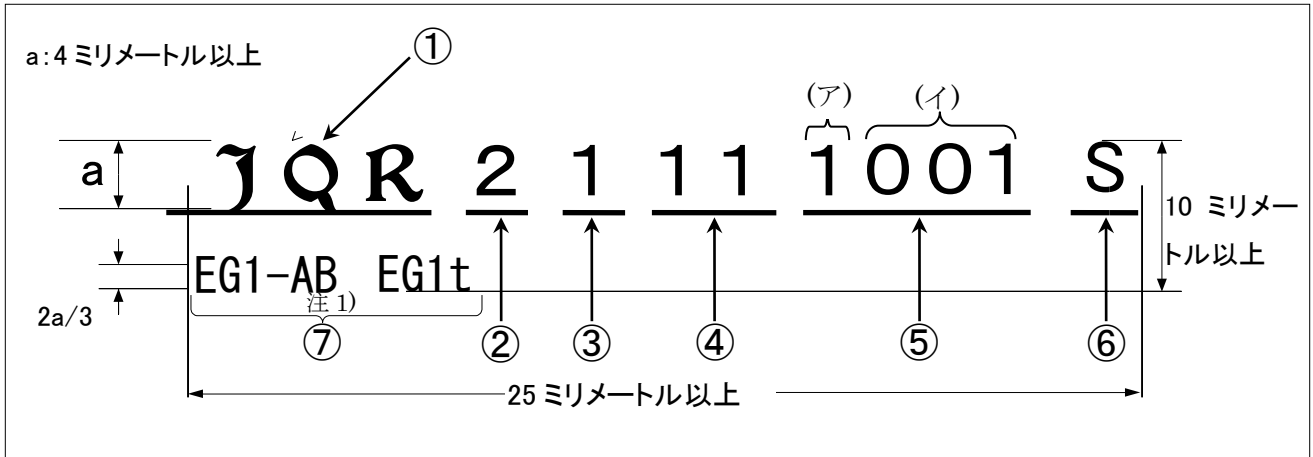 a:4 ミリメートル以上
①
(ア) (イ)
a JQR 2 1 11 1001 S
10 ミリメー
トル以上
EG1-AB EG1t
注 1)
2a/3
⑦ ② ③ ④ ⑤ ⑥
25 ミリメートル以上